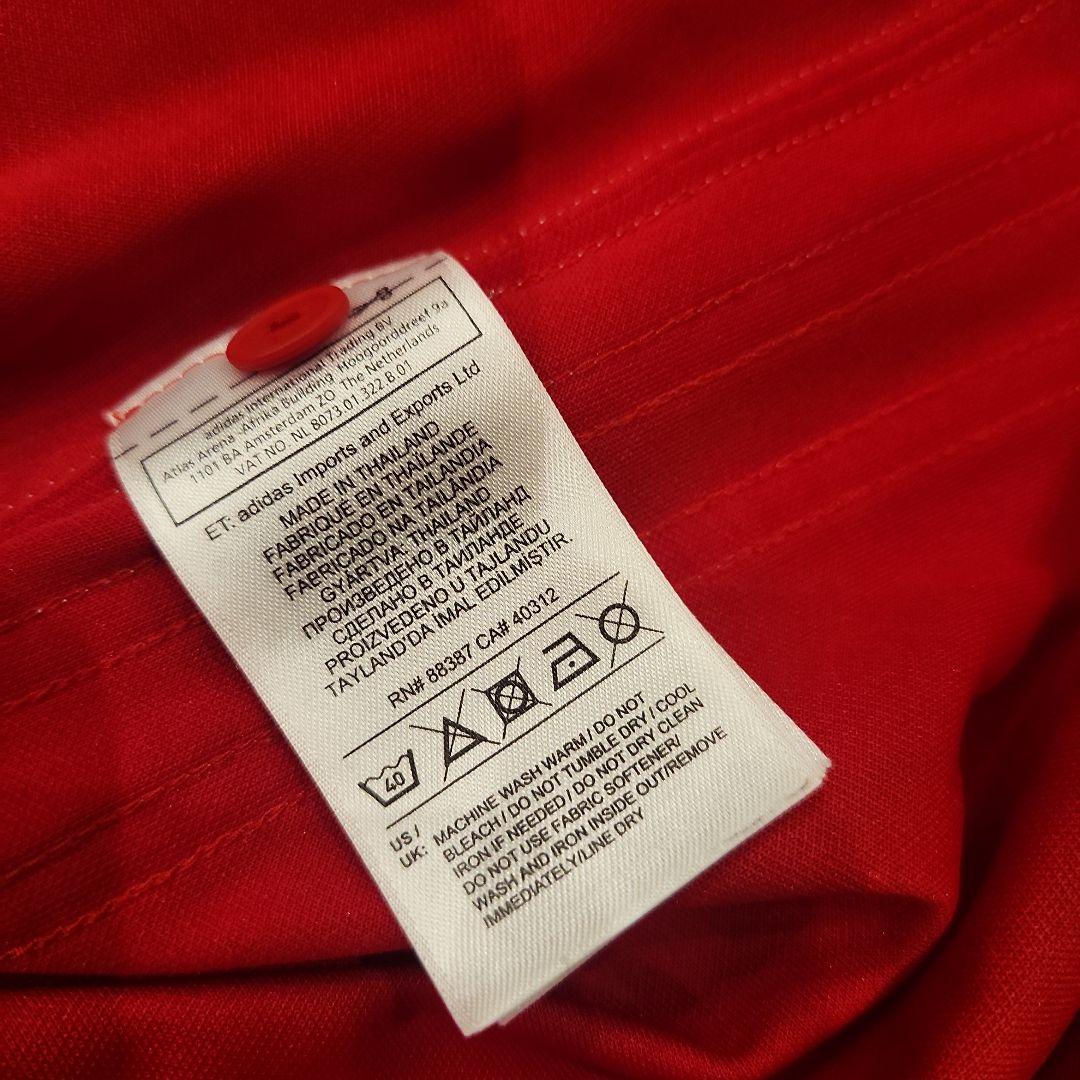 adidas International Trading BV
Atlas Arena -Afrika Building Hoogoorddreef 9a
1101 BA Amsterdam ZO The Netherlands
VAT NO. NL 8073.01.322 B 01
ET: adidas Imports and Exports Ltd
MADE IN THAILAND
FABRIQUÉ EN THAÏLANDE
FABRICADO EN TAILANDIA
FABRICADO NA TAILÂNDIA
GYÁRTVA: THAILAND
ПРОИЗВЕДЕНО В ТАИЛАНД
СДЕЛАНО В ТАИЛАНДЕ
PROIZVEDENO U TAJLANDU
TAYLAND'DA İMAL EDİLMİŞTİR.
RN# 88387 CA# 40312
40
US / UK: MACHINE WASH WARM / DO NOT
BLEACH / DO NOT TUMBLE DRY / COOL
IRON IF NEEDED / DO NOT DRY CLEAN
DO NOT USE FABRIC SOFTENER/
WASH AND IRON INSIDE OUT/REMOVE
IMMEDIATELY/LINE DRY